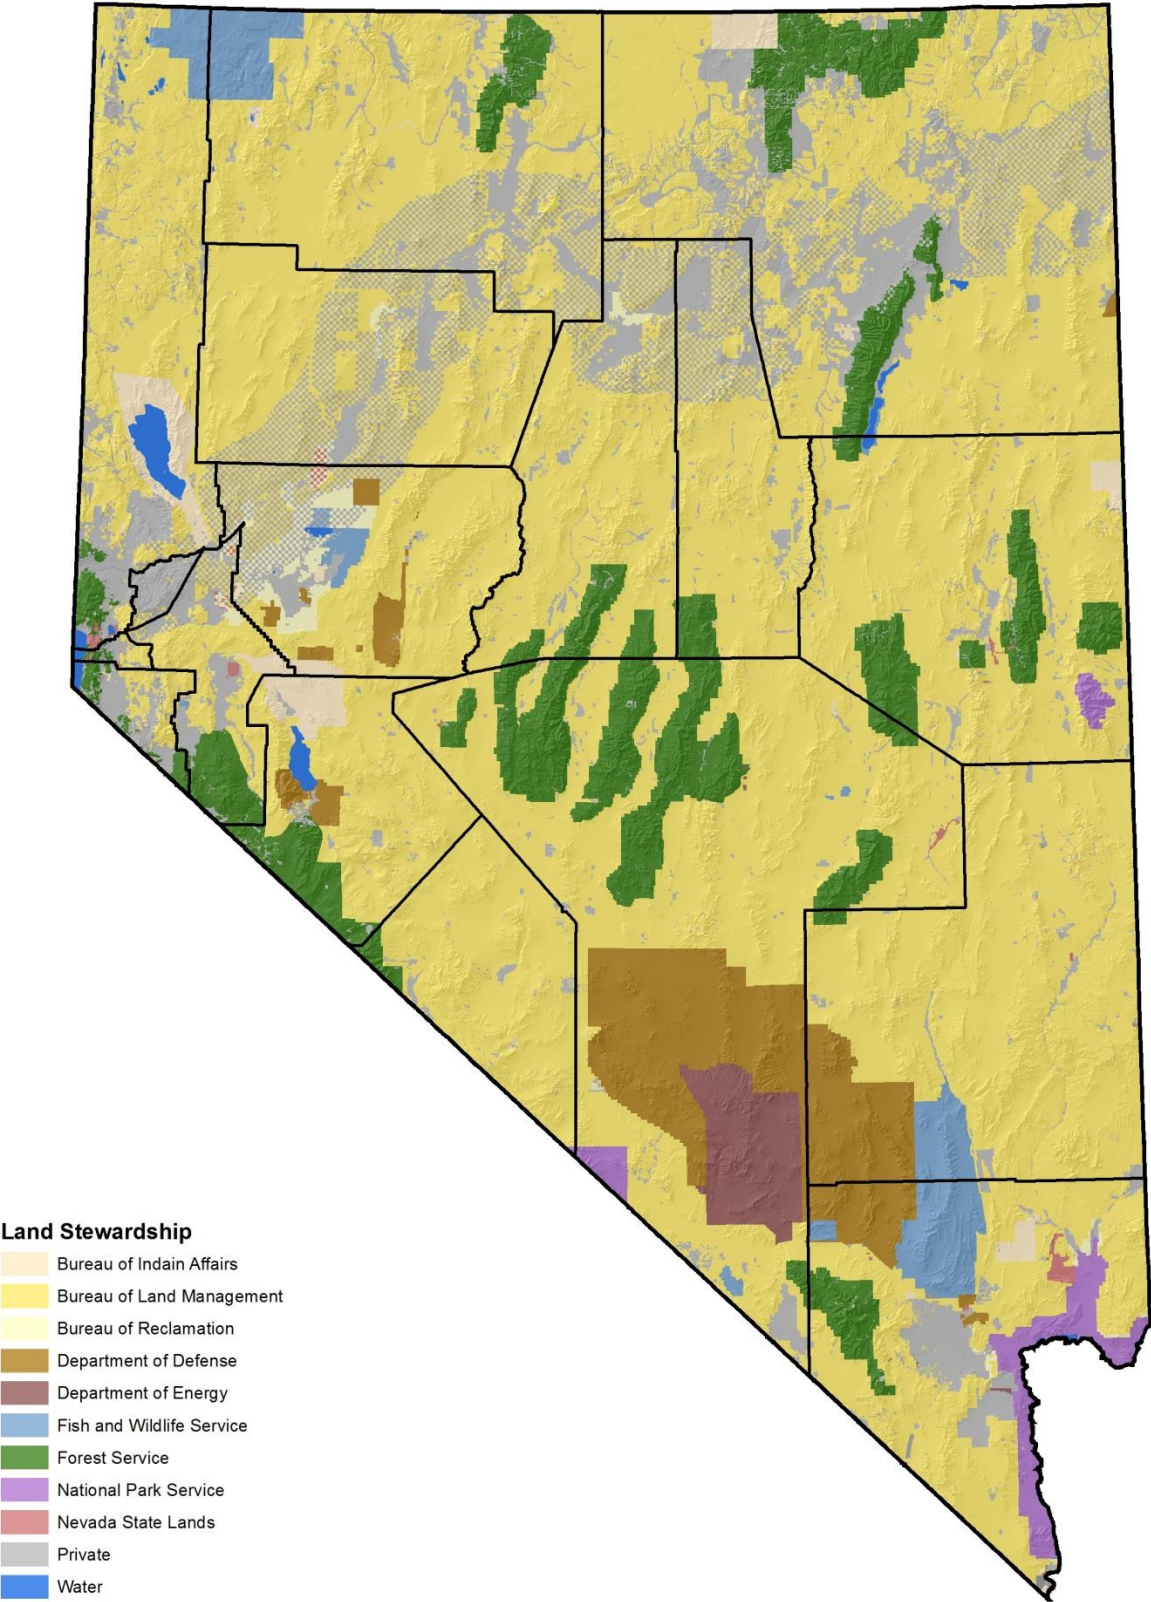 Land Stewardship
Bureau of Indain Affairs
Bureau of Land Management
Bureau of Reclamation
Department of Defense
Department of Energy
Fish and Wildlife Service
Forest Service
National Park Service
Nevada State Lands
Private
Water